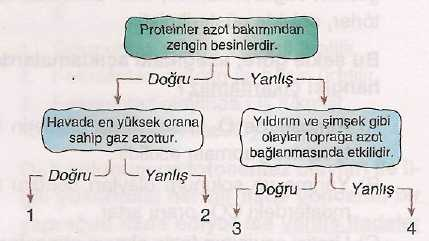 Proteinler azot bakımından
zengin besinlerdir.
Doğru
Yanlış
Havada en yüksek orana
sahip gaz azottur.
Yıldırım ve şimşek gibi
olaylar toprağa azot
bağlanmasında etkilidir.
Doğru
Yanlış
Doğru
Yanlış
1
2
3
4